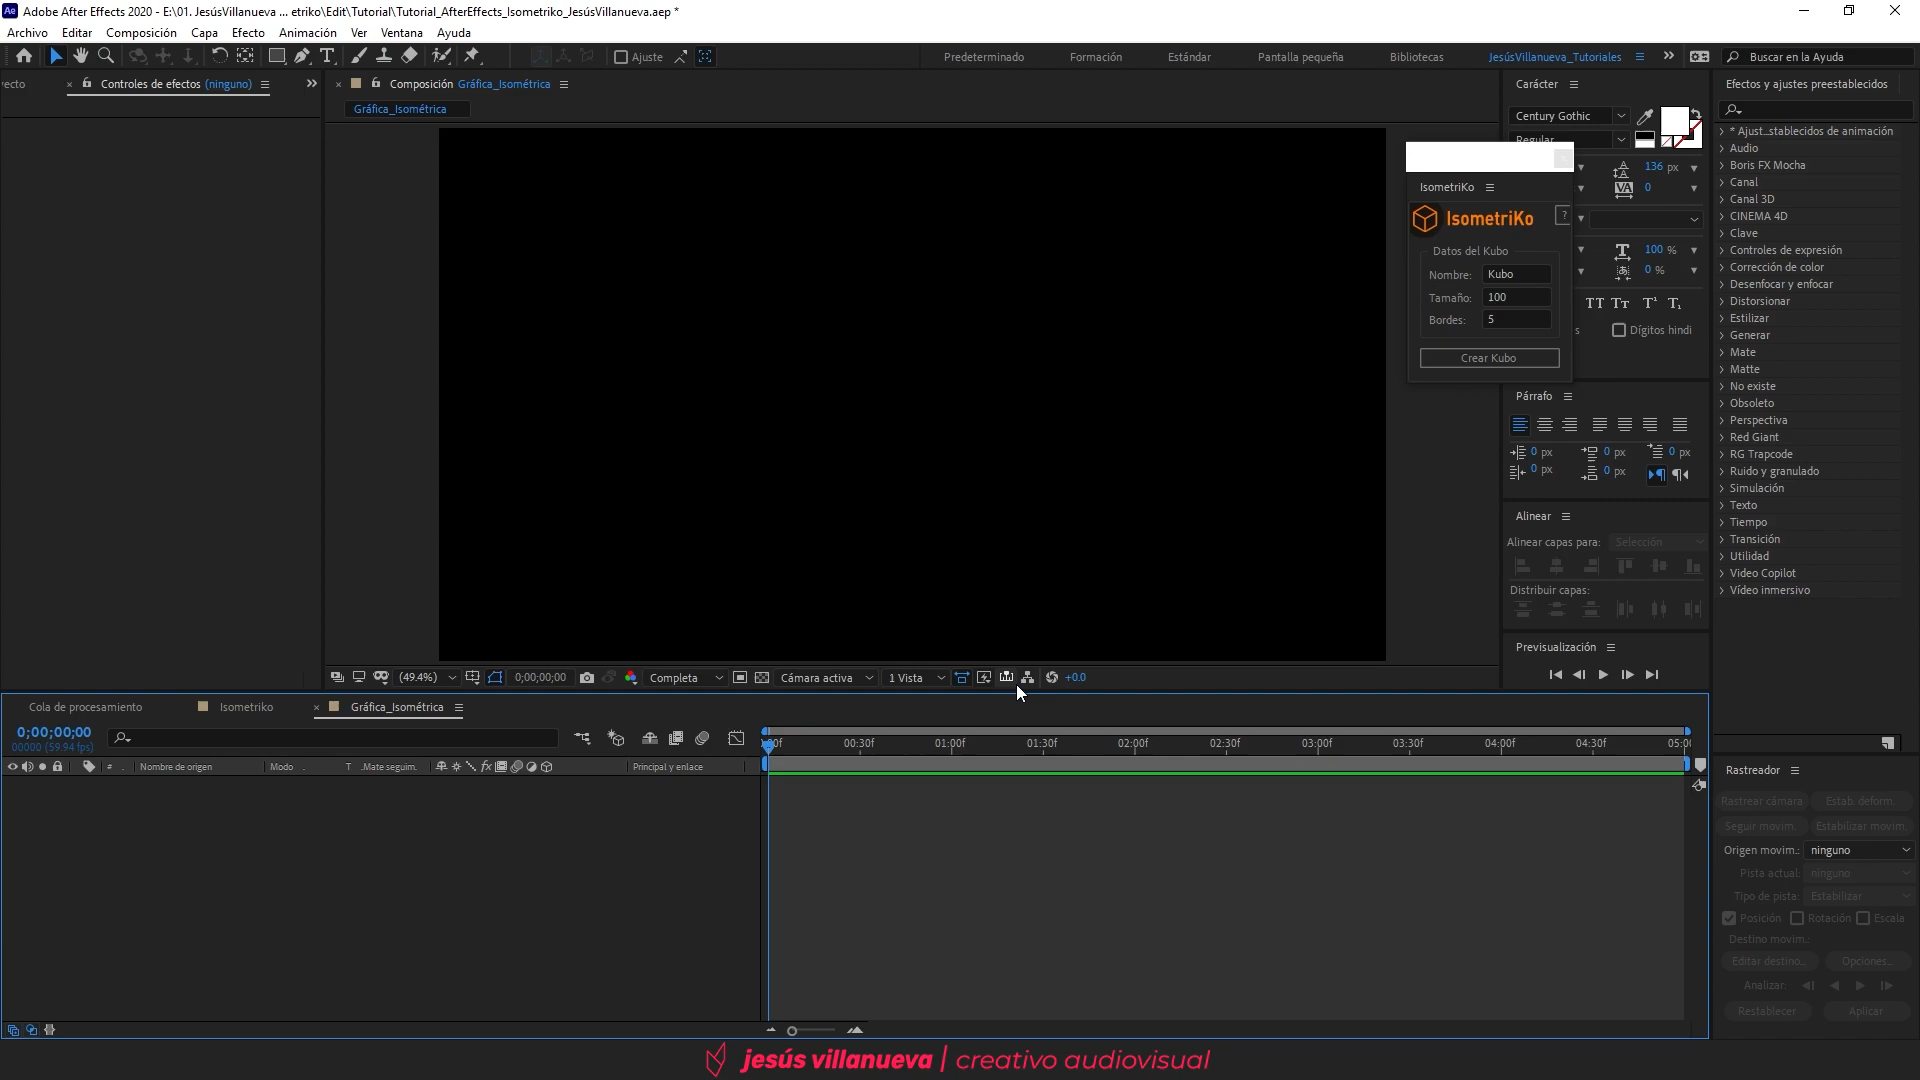 Adobe After Effects 2020 - E:\01. JesúsVillanueva ... etriko\Edit\Tutorial\Tutorial_AfterEffects_Isometriko_JesúsVillanueva.aep *
Archivo Editar Composición Capa Efecto Animación Ver Ventana Ayuda
Ajuste Predeterminado Formación Estándar Pantalla pequeña Bibliotecas JesúsVillanueva_Tutoriales Buscar en la Ayuda
yecto Controles de efectos (ninguno) Composición Gráfica_Isométrica Carácter Efectos y ajustes preestablecidos
Gráfica_Isométrica
Century Gothic
Regular
136 px
0
100 %
0 %
TT Tт T¹ T₁
Dígitos hindi
IsometriKo
IsometriKo ?
Datos del Kubo
Nombre: Kubo
Tamaño: 100
Bordes: 5
Crear Kubo
Párrafo
0 px 0 px 0 px
0 px 0 px
Alinear
Alinear capas para: Selección
Distribuir capas:
Previsualización
* Ajust...stablecidos de animación
Audio
Boris FX Mocha
Canal
Canal 3D
CINEMA 4D
Clave
Controles de expresión
Corrección de color
Desenfocar y enfocar
Distorsionar
Estilizar
Generar
Mate
Matte
No existe
Obsoleto
Perspectiva
Red Giant
RG Trapcode
Ruido y granulado
Simulación
Texto
Tiempo
Transición
Utilidad
Video Copilot
Vídeo inmersivo
(49.4%) 0;00;00;00 Completa Cámara activa 1 Vista +0.0
Cola de procesamiento Isometriko Gráfica_Isométrica
0;00;00;00
00000 (59.94 fps)
00f 00:30f 01:00f 01:30f 02:00f 02:30f 03:00f 03:30f 04:00f 04:30f 05:00
# Nombre de origen Modo T .Mate seguim. fx Principal y enlace
Rastreador
Rastrear cámara Estab. deform.
Seguir movim. Estabilizar movim.
Origen movim.: ninguno
Pista actual: ninguno
Tipo de pista: Estabilizar
Posición Rotación Escala
Destino movim.:
Editar destino... Opciones...
Analizar:
Restablecer Aplicar
jesús villanueva | creativo audiovisual